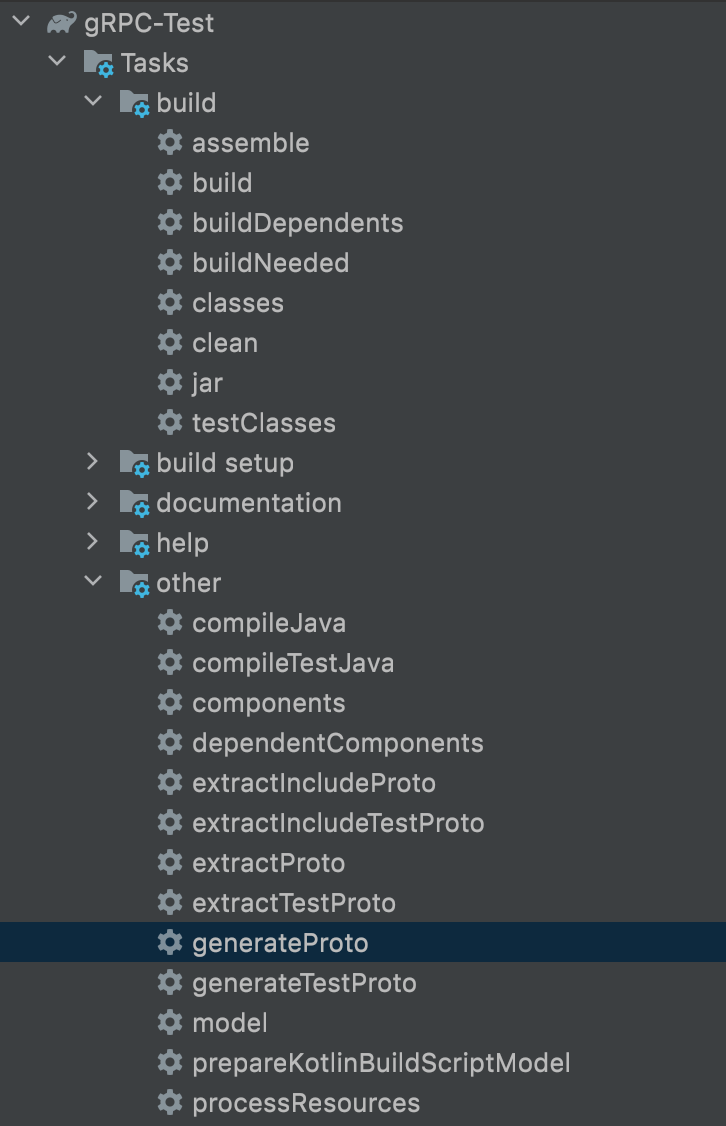 gRPC-Test
Tasks
build
assemble
build
buildDependents
buildNeeded
classes
clean
jar
testClasses
build setup
documentation
help
other
compileJava
compileTestJava
components
dependentComponents
extractIncludeProto
extractIncludeTestProto
extractProto
extractTestProto
generateProto
generateTestProto
model
prepareKotlinBuildScriptModel
processResources